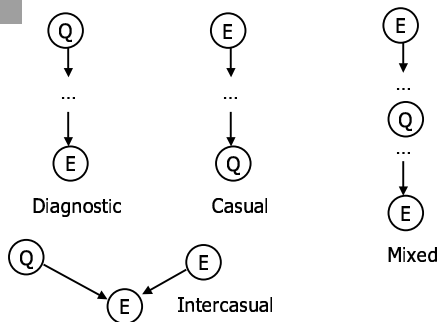 Q
...
E
Diagnostic
E
...
Q
Casual
E
...
Q
...
E
Mixed
Q
E
E
Intercasual